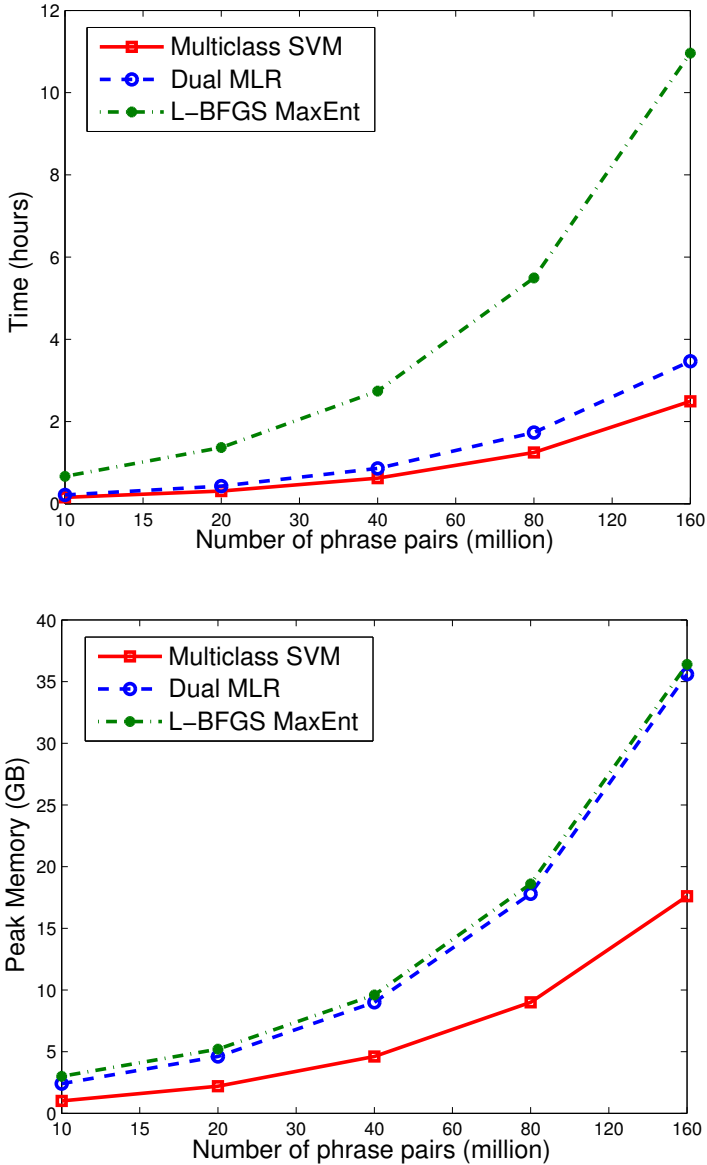 12
10
8
6
4
2
0
Time (hours)
Multiclass SVM
Dual MLR
L−BFGS MaxEnt
10 15 20 30 40 60 80 120 160
Number of phrase pairs (million)
40
35
30
25
20
15
10
5
0
Peak Memory (GB)
Multiclass SVM
Dual MLR
L−BFGS MaxEnt
10 15 20 30 40 60 80 120 160
Number of phrase pairs (million)